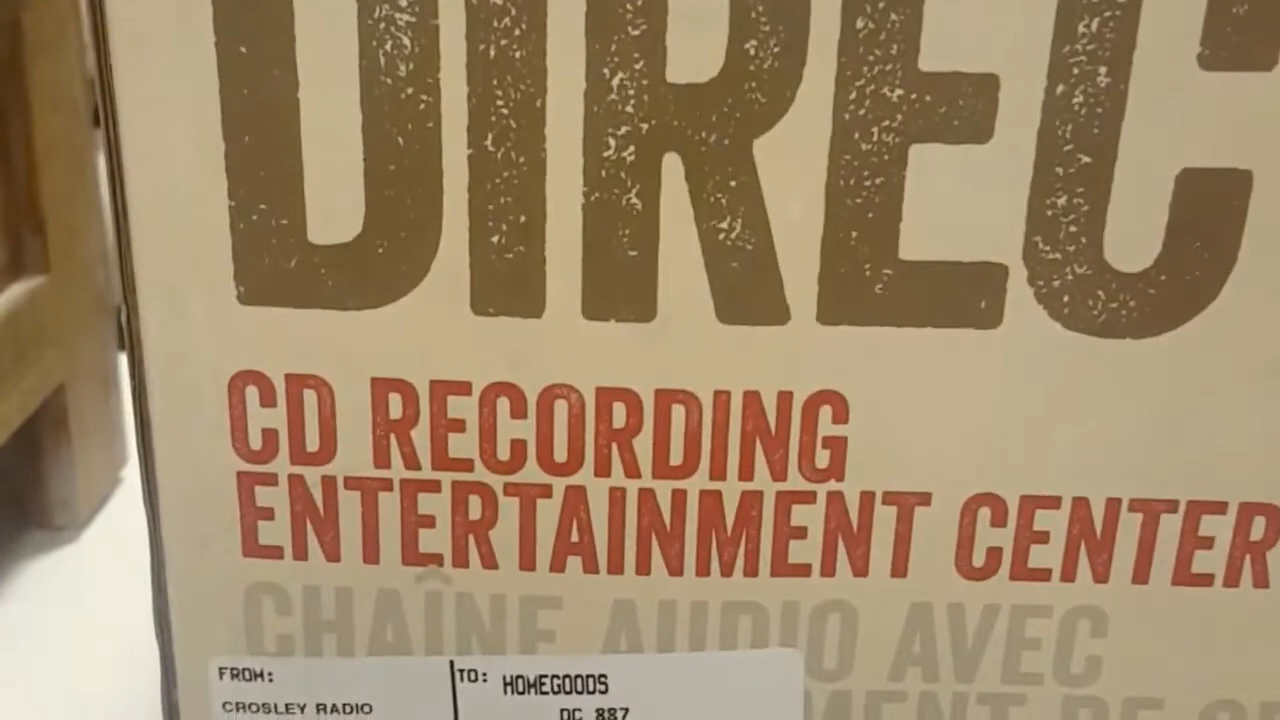 DIREC
CD RECORDING
ENTERTAINMENT CENTER
CHAÎNE AUDIO AVEC
FROM:
CROSLEY RADIO
TO: HOMEGOODS
DC 887